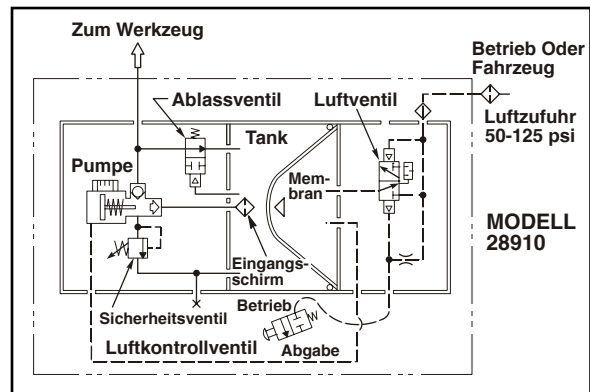 Zum Werkzeug
Betrieb Oder
Fahrzeug
Ablassventil
Luftventil
Luftzufuhr
50-125 psi
Tank
Pumpe
Mem-
bran
MODELL
28910
Eingangs-
schirm
Betrieb
Sicherheitsventil
Abgabe
Luftkontrollventil